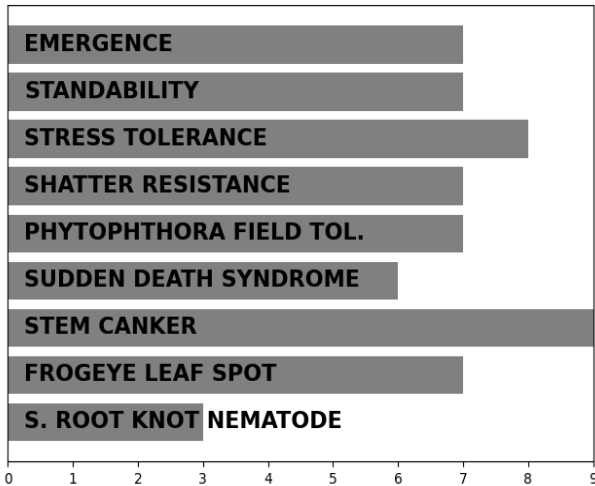 EMERGENCE
STANDABILITY
STRESS TOLERANCE
SHATTER RESISTANCE
PHYTOPHTHORA FIELD TOL.
SUDDEN DEATH SYNDROME
STEM CANKER
FROGEYE LEAF SPOT
S. ROOT KNOT NEMATODE
0 1 2 3 4 5 6 7 8 9